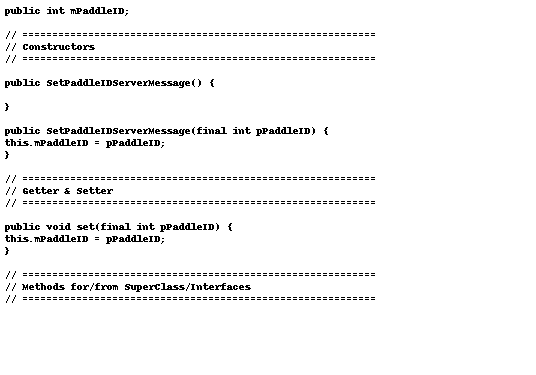 public int mPaddleID;
// ===========================================================
// Constructors
// ===========================================================
public SetPaddleIDServerMessage() {
}
public SetPaddleIDServerMessage(final int pPaddleID) {
this.mPaddleID = pPaddleID;
}
// ===========================================================
// Getter & Setter
// ===========================================================
public void set(final int pPaddleID) {
this.mPaddleID = pPaddleID;
}
// ===========================================================
// Methods for/from SuperClass/Interfaces
// ===========================================================